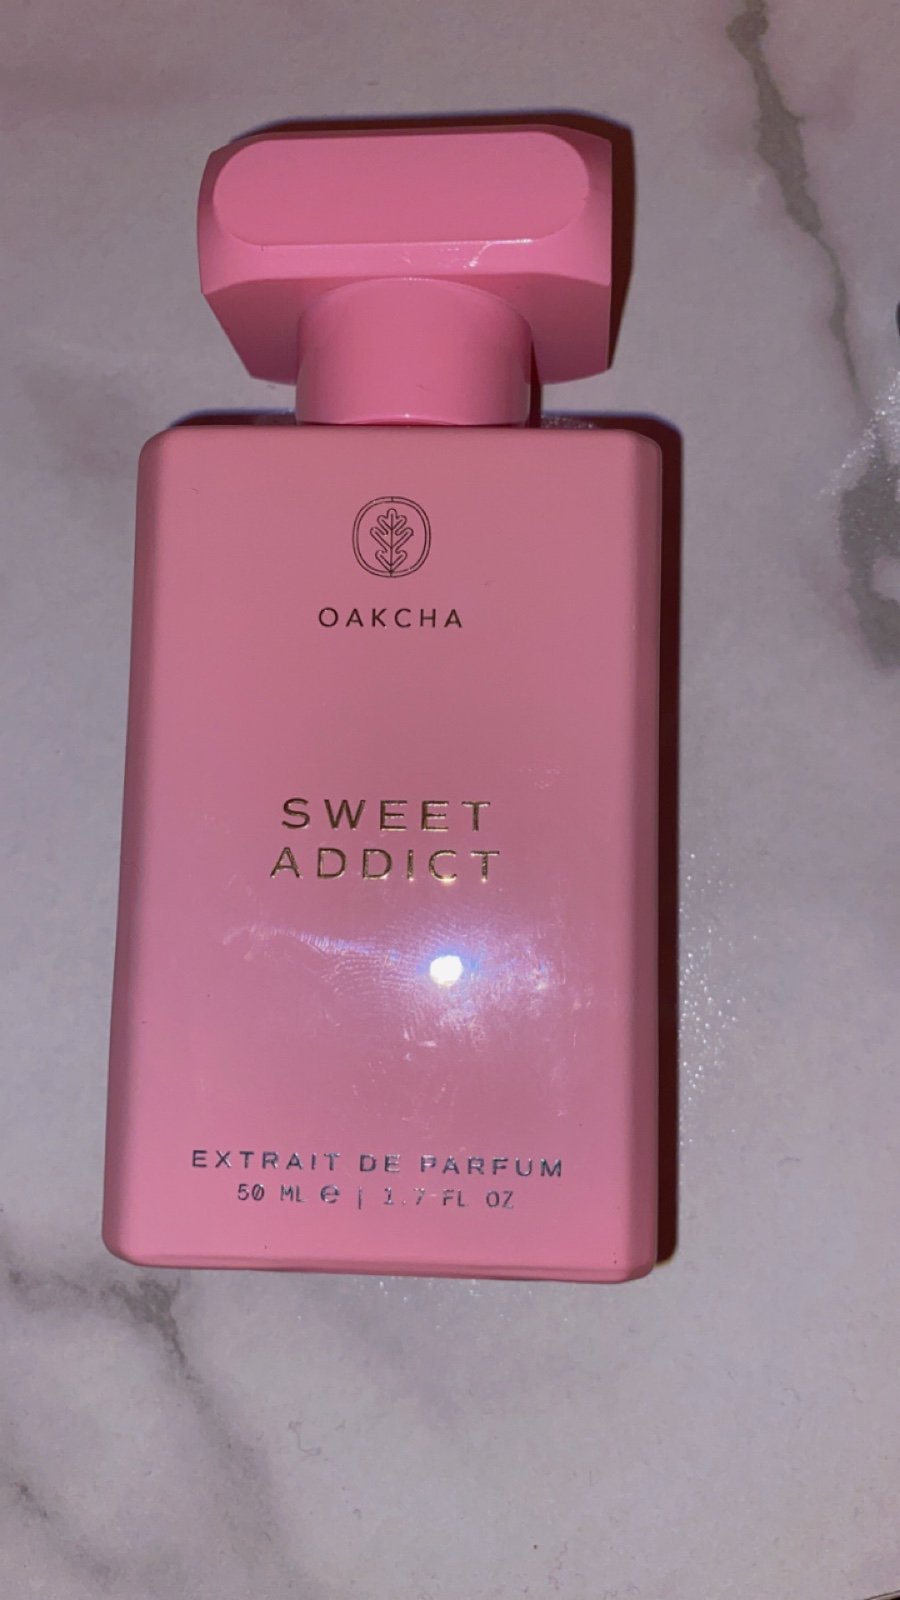 OAKCHA
SWEET
ADDICT
EXTRAIT DE PARFUM
50 ML e | 1.7 FL OZ